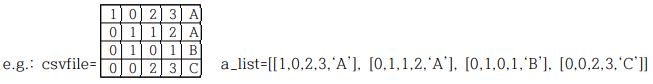 1 0 2 3 A
0 1 1 2 A
0 1 0 1 B
e.g.: csvfile= 0 0 2 3 C a_list=[[1,0,2,3,‘A’], [0,1,1,2,‘A’], [0,1,0,1,‘B’], [0,0,2,3,‘C’]]